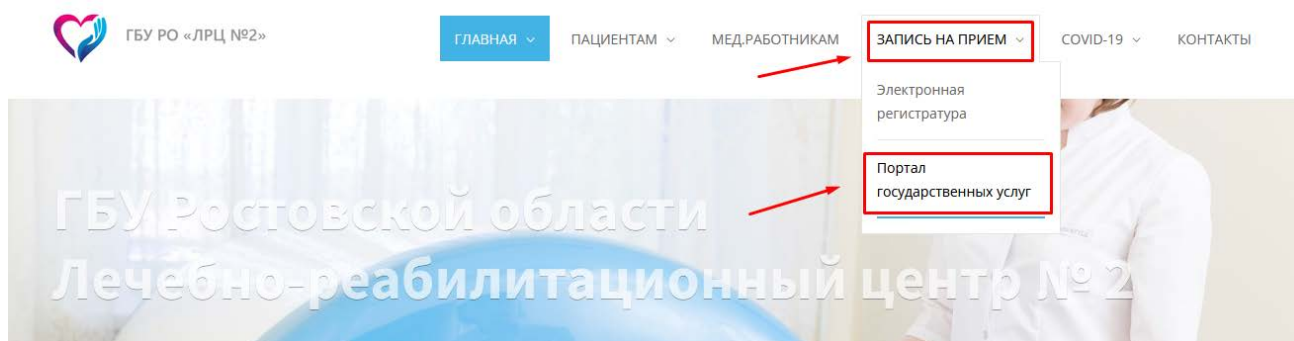 ГБУ РО «ЛРЦ №2»
ГЛАВНАЯ
ПАЦИЕНТАМ
МЕД.РАБОТНИКАМ
ЗАПИСЬ НА ПРИЕМ
COVID-19
КОНТАКТЫ
Электронная
регистратура
Портал
государственных услуг
ГБУ Ростовской области
Лечебно-реабилитационный центр № 2